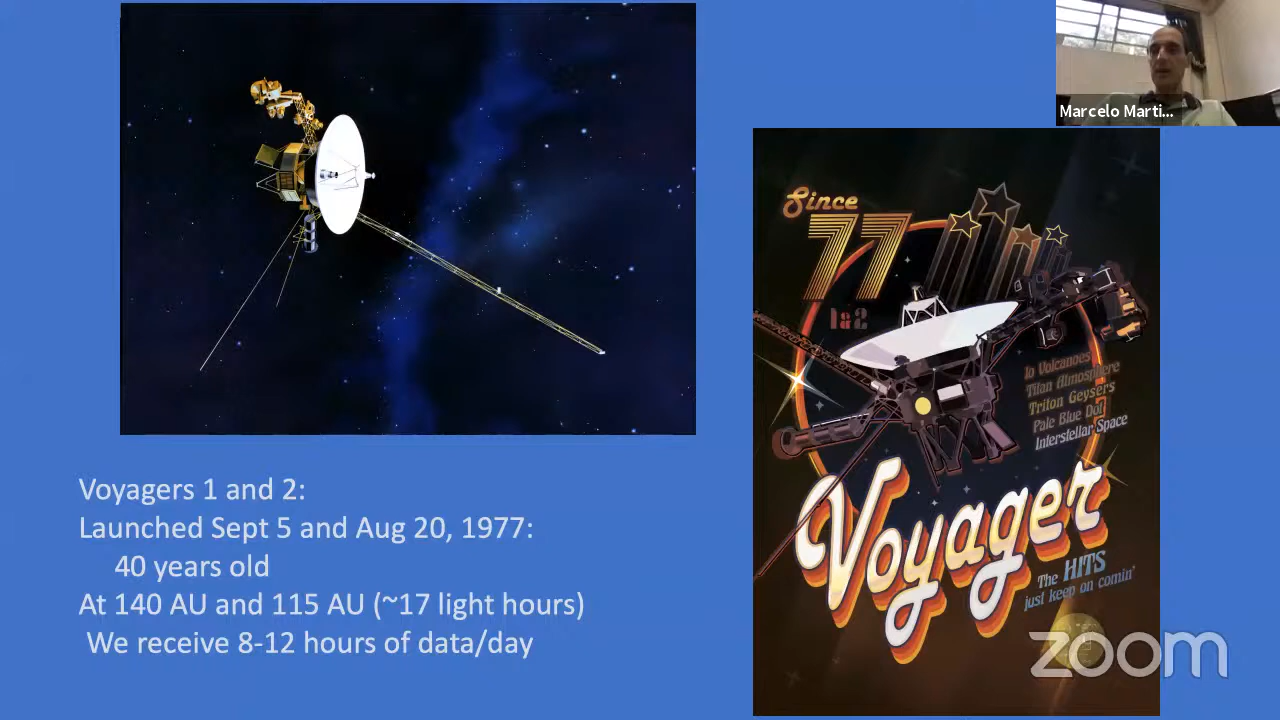 Marcelo Marti...
Since
77
1&2
Io Volcanoes
Titan Atmosphere
Triton Geysers
Pale Blue Dot
Interstellar Space
Voyager
The HITS
just keep on comin'
Voyagers 1 and 2:
Launched Sept 5 and Aug 20, 1977:
40 years old
At 140 AU and 115 AU (~17 light hours)
We receive 8-12 hours of data/day
zoom